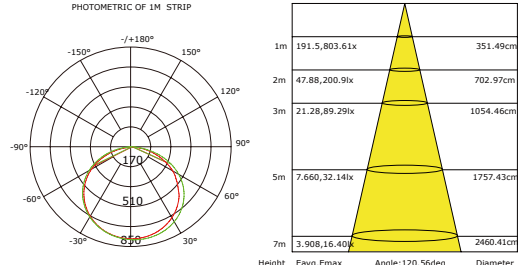 PHOTOMETRIC OF 1M STRIP
-/+180°
-150°
150°
-120°
120°
-90°
90°
-60°
60°
-30°
30°
170
510
850
1m 191.5,803.61x 351.49cm
2m 47.88,200.9lx 702.97cm
3m 21.28,89.29lx 1054.46cm
5m 7.660,32.14lx 1757.43cm
7m 3.908,16.40lx 2460.41cm
Height Eavg,Emax Angle:120.56deg Diameter